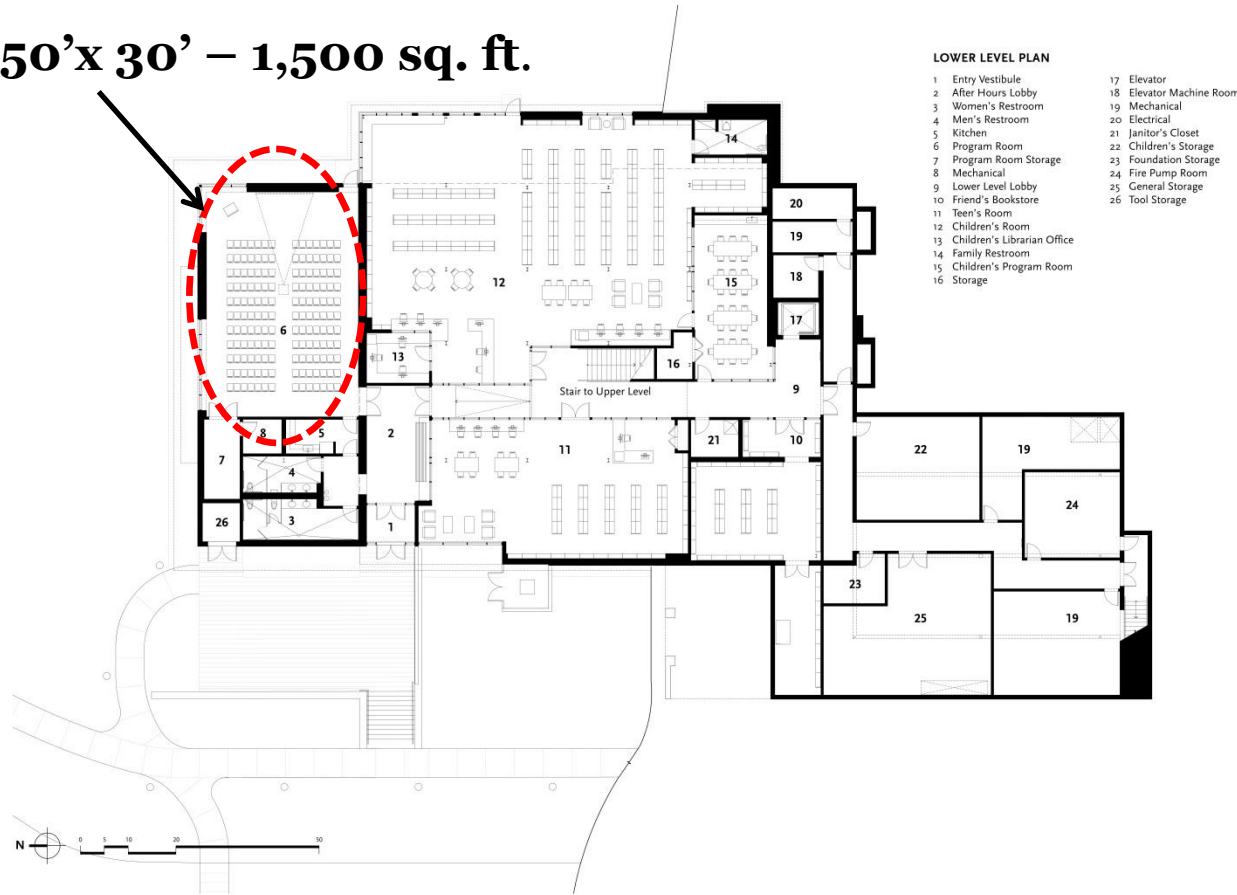 50’x 30’ – 1,500 sq. ft.
LOWER LEVEL PLAN
1 Entry Vestibule
2 After Hours Lobby
3 Women's Restroom
4 Men's Restroom
5 Kitchen
6 Program Room
7 Program Room Storage
8 Mechanical
9 Lower Level Lobby
10 Friend's Bookstore
11 Teen's Room
12 Children's Room
13 Children's Librarian Office
14 Family Restroom
15 Children's Program Room
16 Storage
17 Elevator
18 Elevator Machine Room
19 Mechanical
20 Electrical
21 Janitor's Closet
22 Children's Storage
23 Foundation Storage
24 Fire Pump Room
25 General Storage
26 Tool Storage
14
20
19
18
15
12
17
6
13
16
Stair to Upper Level
9
8
5
2
11
21
10
22
19
7
4
24
26
3
1
23
25
19
N
0 5 10 20 50